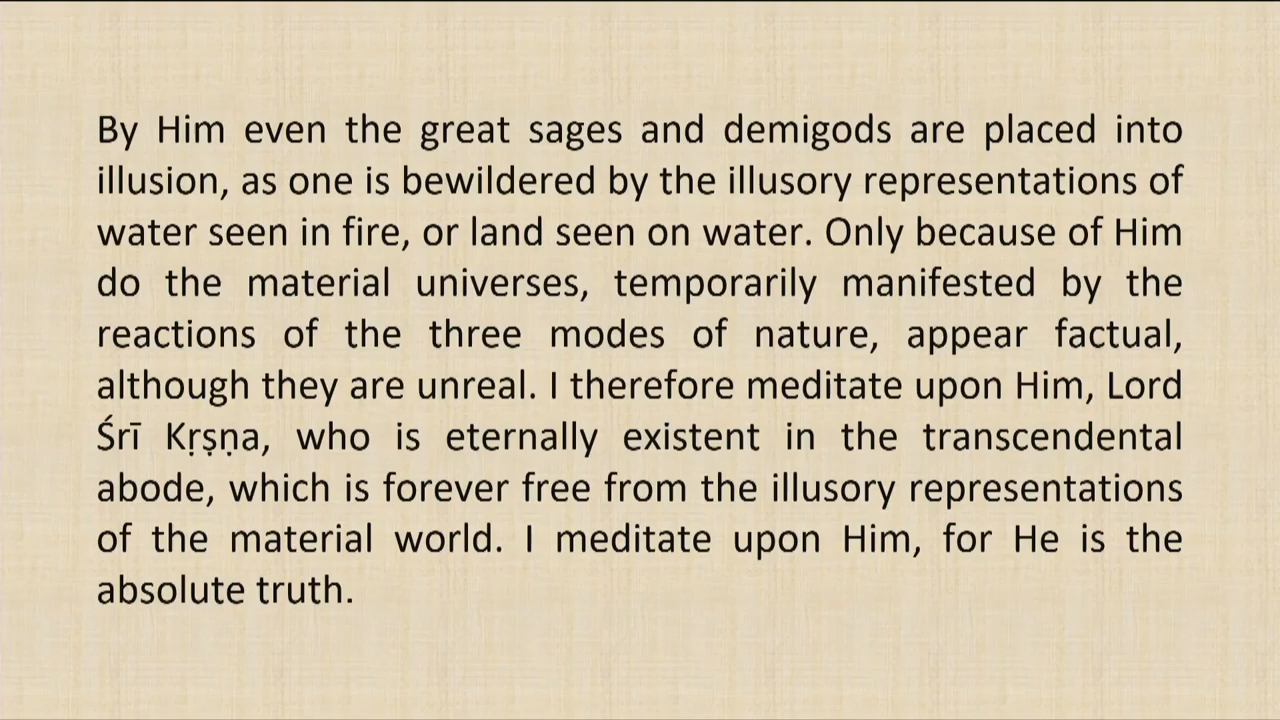 By Him even the great sages and demigods are placed into
illusion, as one is bewildered by the illusory representations of
water seen in fire, or land seen on water. Only because of Him
do the material universes, temporarily manifested by the
reactions of the three modes of nature, appear factual,
although they are unreal. I therefore meditate upon Him, Lord
Śrī Kṛṣṇa, who is eternally existent in the transcendental
abode, which is forever free from the illusory representations
of the material world. I meditate upon Him, for He is the
absolute truth.